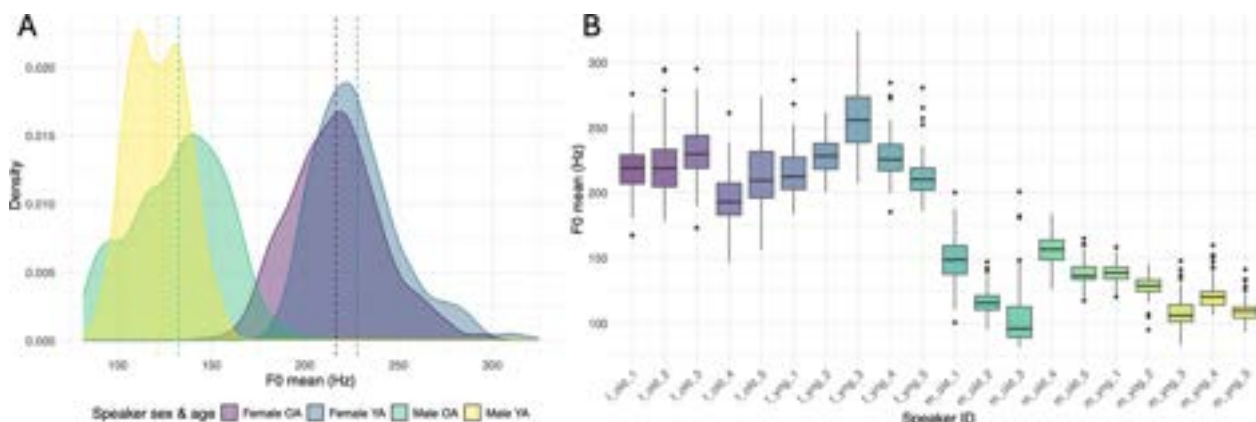 A
0.020
0.015
0.010
0.005
0.000
Density
100 150 200 250 300
F0 mean (Hz)
Speaker sex & age Female OA Female YA Male OA Male YA
B
300
250
200
150
100
F0 mean (Hz)
f_old_1 f_old_2 f_old_3 f_old_4 f_old_5 f_yng_1 f_yng_2 f_yng_3 f_yng_4 f_yng_5 m_old_1 m_old_2 m_old_3 m_old_4 m_old_5 m_yng_1 m_yng_2 m_yng_3 m_yng_4 m_yng_5
Speaker ID